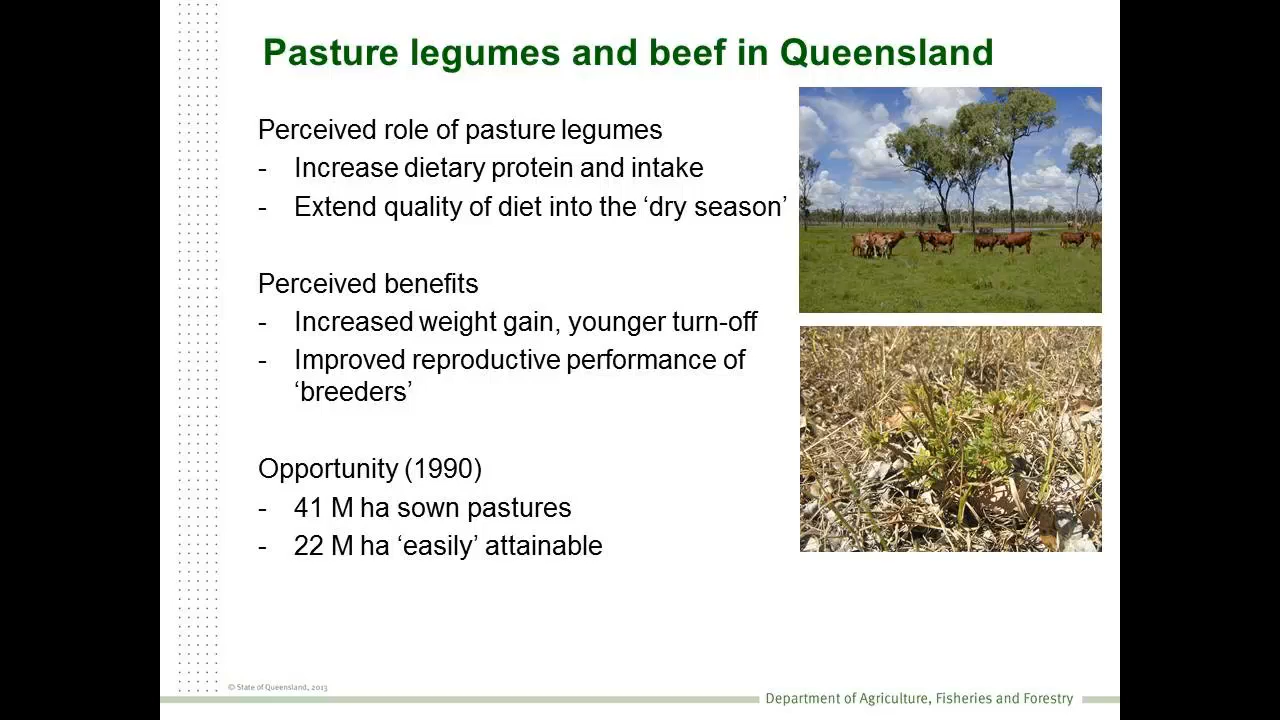 Pasture legumes and beef in Queensland
Perceived role of pasture legumes
- Increase dietary protein and intake
- Extend quality of diet into the ‘dry season’
Perceived benefits
- Increased weight gain, younger turn-off
- Improved reproductive performance of
‘breeders’
Opportunity (1990)
- 41 M ha sown pastures
- 22 M ha ‘easily’ attainable
© State of Queensland, 2013
Department of Agriculture, Fisheries and Forestry